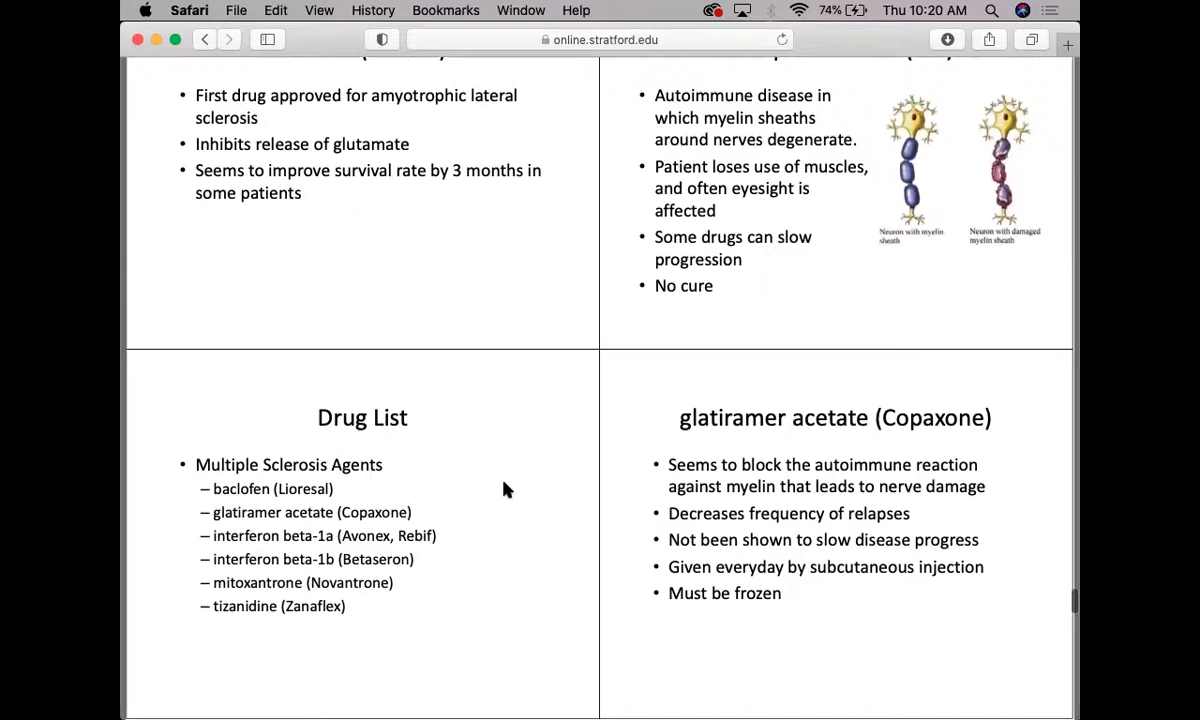 Safari File Edit View History Bookmarks Window Help 74% Thu 10:20 AM
online.stratford.edu
• First drug approved for amyotrophic lateral
sclerosis
• Inhibits release of glutamate
• Seems to improve survival rate by 3 months in
some patients
• Autoimmune disease in
which myelin sheaths
around nerves degenerate.
• Patient loses use of muscles,
and often eyesight is
affected
• Some drugs can slow
progression
• No cure
Neuron with myelin
sheath
Neuron with damaged
myelin sheath
Drug List
• Multiple Sclerosis Agents
– baclofen (Lioresal)
– glatiramer acetate (Copaxone)
– interferon beta-1a (Avonex, Rebif)
– interferon beta-1b (Betaseron)
– mitoxantrone (Novantrone)
– tizanidine (Zanaflex)
glatiramer acetate (Copaxone)
• Seems to block the autoimmune reaction
against myelin that leads to nerve damage
• Decreases frequency of relapses
• Not been shown to slow disease progress
• Given everyday by subcutaneous injection
• Must be frozen